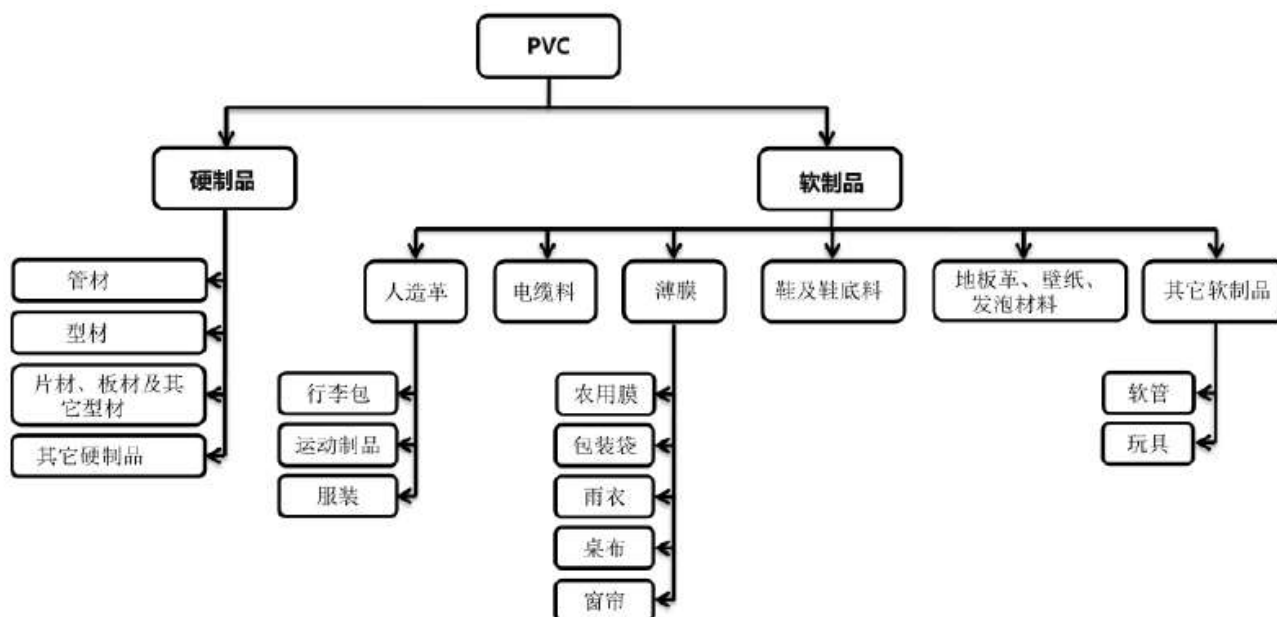 PVC
硬制品
软制品
管材
型材
片材、板材及其
它型材
其它硬制品
人造革
电缆料
薄膜
鞋及鞋底料
地板革、壁纸、
发泡材料
其它软制品
行李包
运动制品
服装
农用膜
包装袋
雨衣
桌布
窗帘
软管
玩具